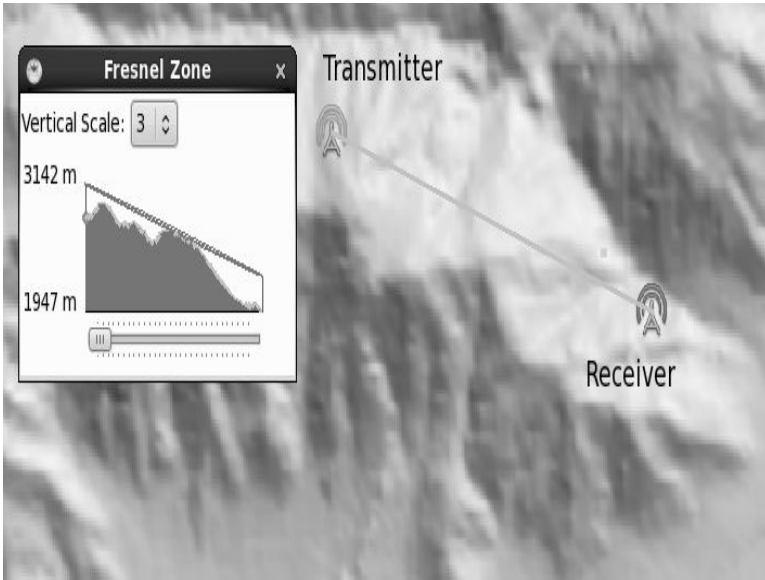 Fresnel Zone x
Vertical Scale: 3
3142 m
1947 m
Transmitter
Receiver